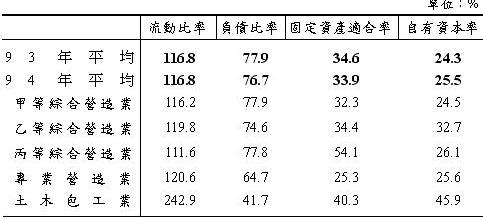 單位：%
流動比率 負債比率 固定資產適合率 自有資本率
９３年平均 116.8 77.9 34.6 24.3
９４年平均 116.8 76.7 33.9 25.5
甲等綜合營造業 116.2 77.9 32.3 24.5
乙等綜合營造業 119.8 74.6 34.4 32.7
丙等綜合營造業 111.6 77.8 54.1 26.1
專業營造業 120.6 64.7 25.3 25.6
土木包工業 242.9 41.7 40.3 45.9